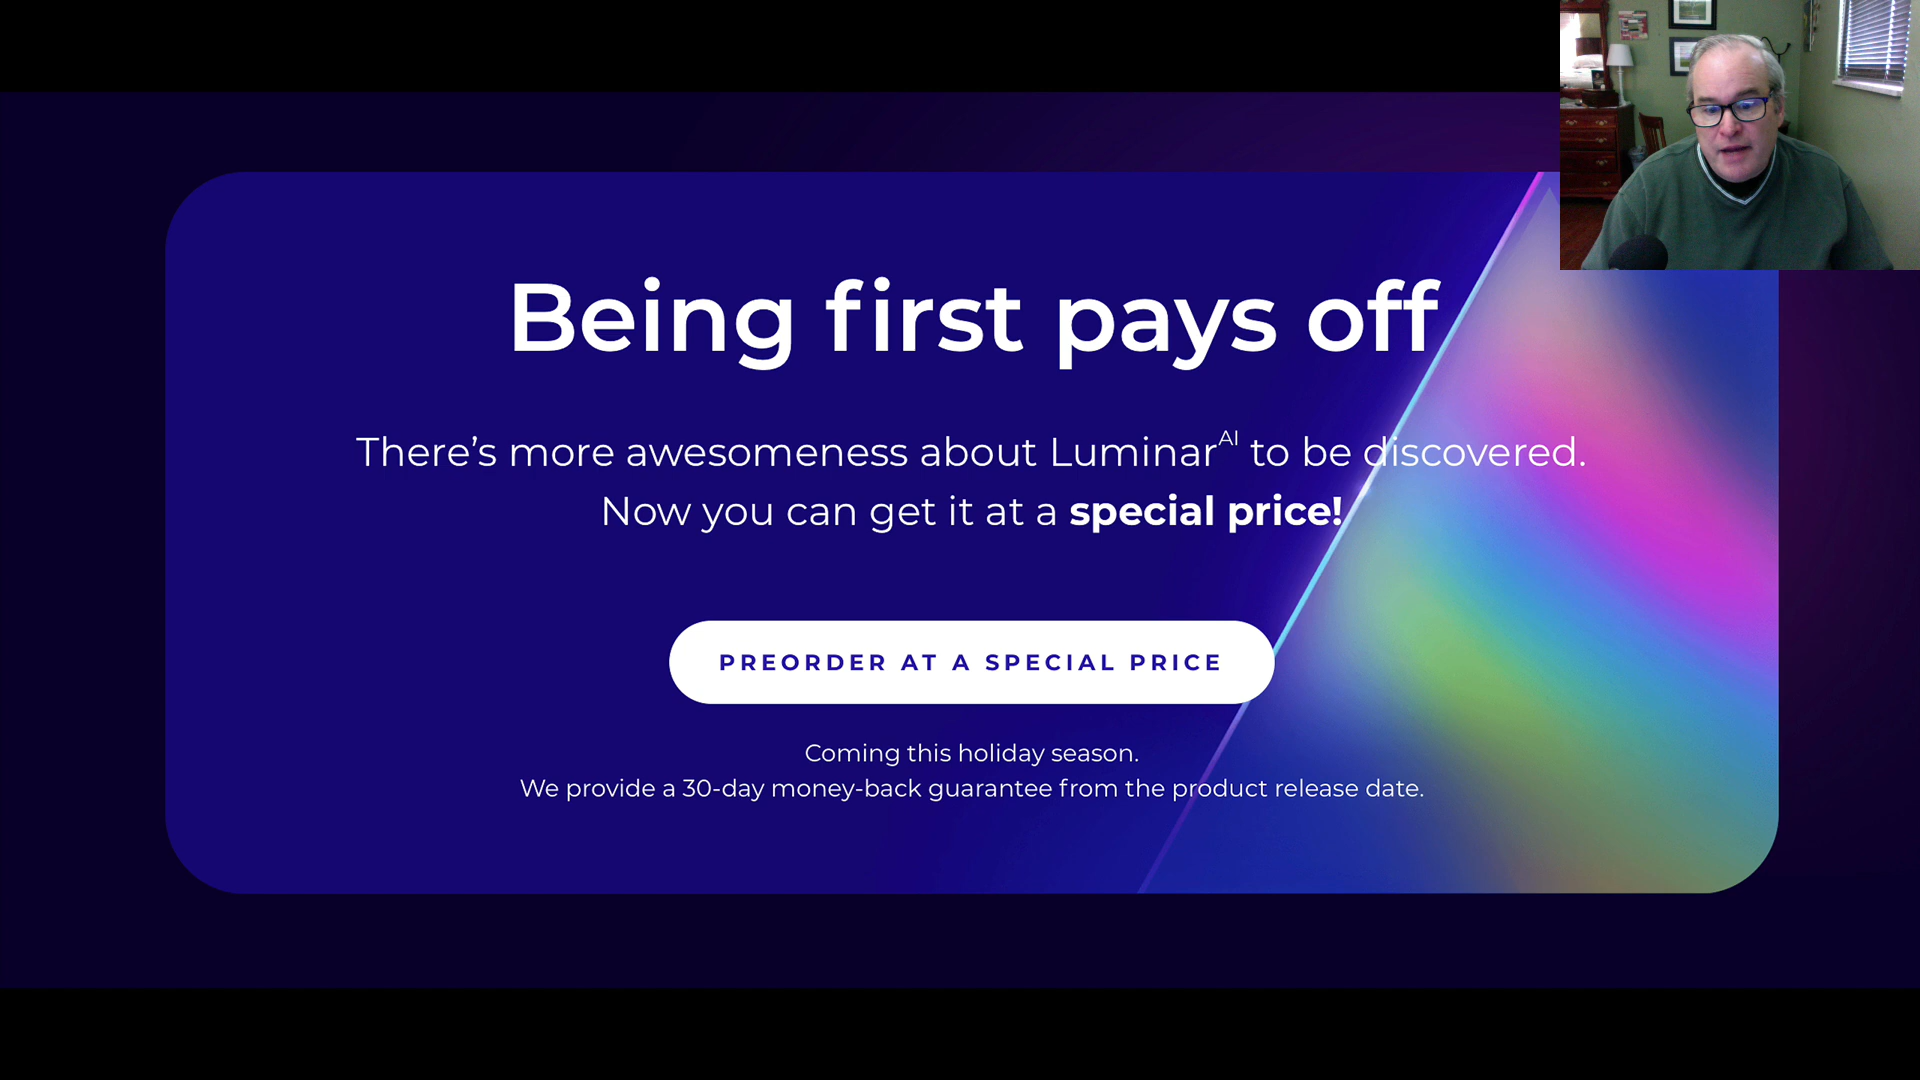 Being first pays off
There’s more awesomeness about Luminar^AI to be discovered.
Now you can get it at a special price!
PREORDER AT A SPECIAL PRICE
Coming this holiday season.
We provide a 30-day money-back guarantee from the product release date.